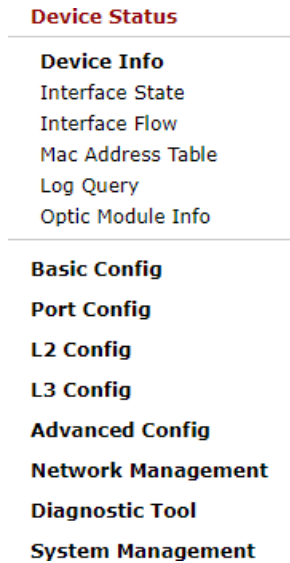 Device Status
Device Info
Interface State
Interface Flow
Mac Address Table
Log Query
Optic Module Info
Basic Config
Port Config
L2 Config
L3 Config
Advanced Config
Network Management
Diagnostic Tool
System Management